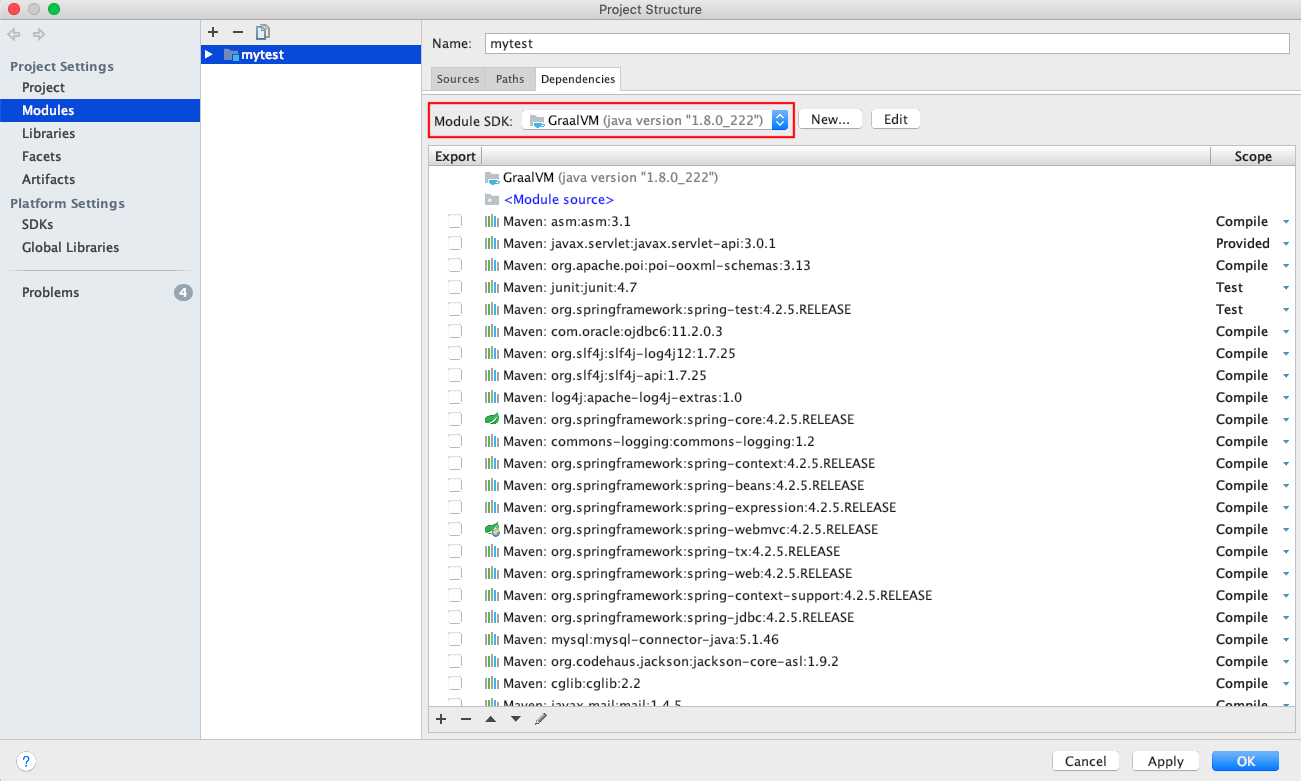 Project Structure
Project Settings
Project
Modules
Libraries
Facets
Artifacts
Platform Settings
SDKs
Global Libraries
Problems 4
mytest
Name: mytest
Sources Paths Dependencies
Module SDK: GraalVM (java version "1.8.0_222") New... Edit
Export Scope
GraalVM (java version "1.8.0_222")
<Module source>
Maven: asm:asm:3.1 Compile
Maven: javax.servlet:javax.servlet-api:3.0.1 Provided
Maven: org.apache.poi:poi-ooxml-schemas:3.13 Compile
Maven: junit:junit:4.7 Test
Maven: org.springframework:spring-test:4.2.5.RELEASE Test
Maven: com.oracle:ojdbc6:11.2.0.3 Compile
Maven: org.slf4j:slf4j-log4j12:1.7.25 Compile
Maven: org.slf4j:slf4j-api:1.7.25 Compile
Maven: log4j:apache-log4j-extras:1.0 Compile
Maven: org.springframework:spring-core:4.2.5.RELEASE Compile
Maven: commons-logging:commons-logging:1.2 Compile
Maven: org.springframework:spring-context:4.2.5.RELEASE Compile
Maven: org.springframework:spring-beans:4.2.5.RELEASE Compile
Maven: org.springframework:spring-expression:4.2.5.RELEASE Compile
Maven: org.springframework:spring-webmvc:4.2.5.RELEASE Compile
Maven: org.springframework:spring-tx:4.2.5.RELEASE Compile
Maven: org.springframework:spring-web:4.2.5.RELEASE Compile
Maven: org.springframework:spring-context-support:4.2.5.RELEASE Compile
Maven: org.springframework:spring-jdbc:4.2.5.RELEASE Compile
Maven: mysql:mysql-connector-java:5.1.46 Compile
Maven: org.codehaus.jackson:jackson-core-asl:1.9.2 Compile
Maven: cglib:cglib:2.2 Compile
Maven: javax.mail:mail:1.4.5 Compile
? Cancel Apply OK